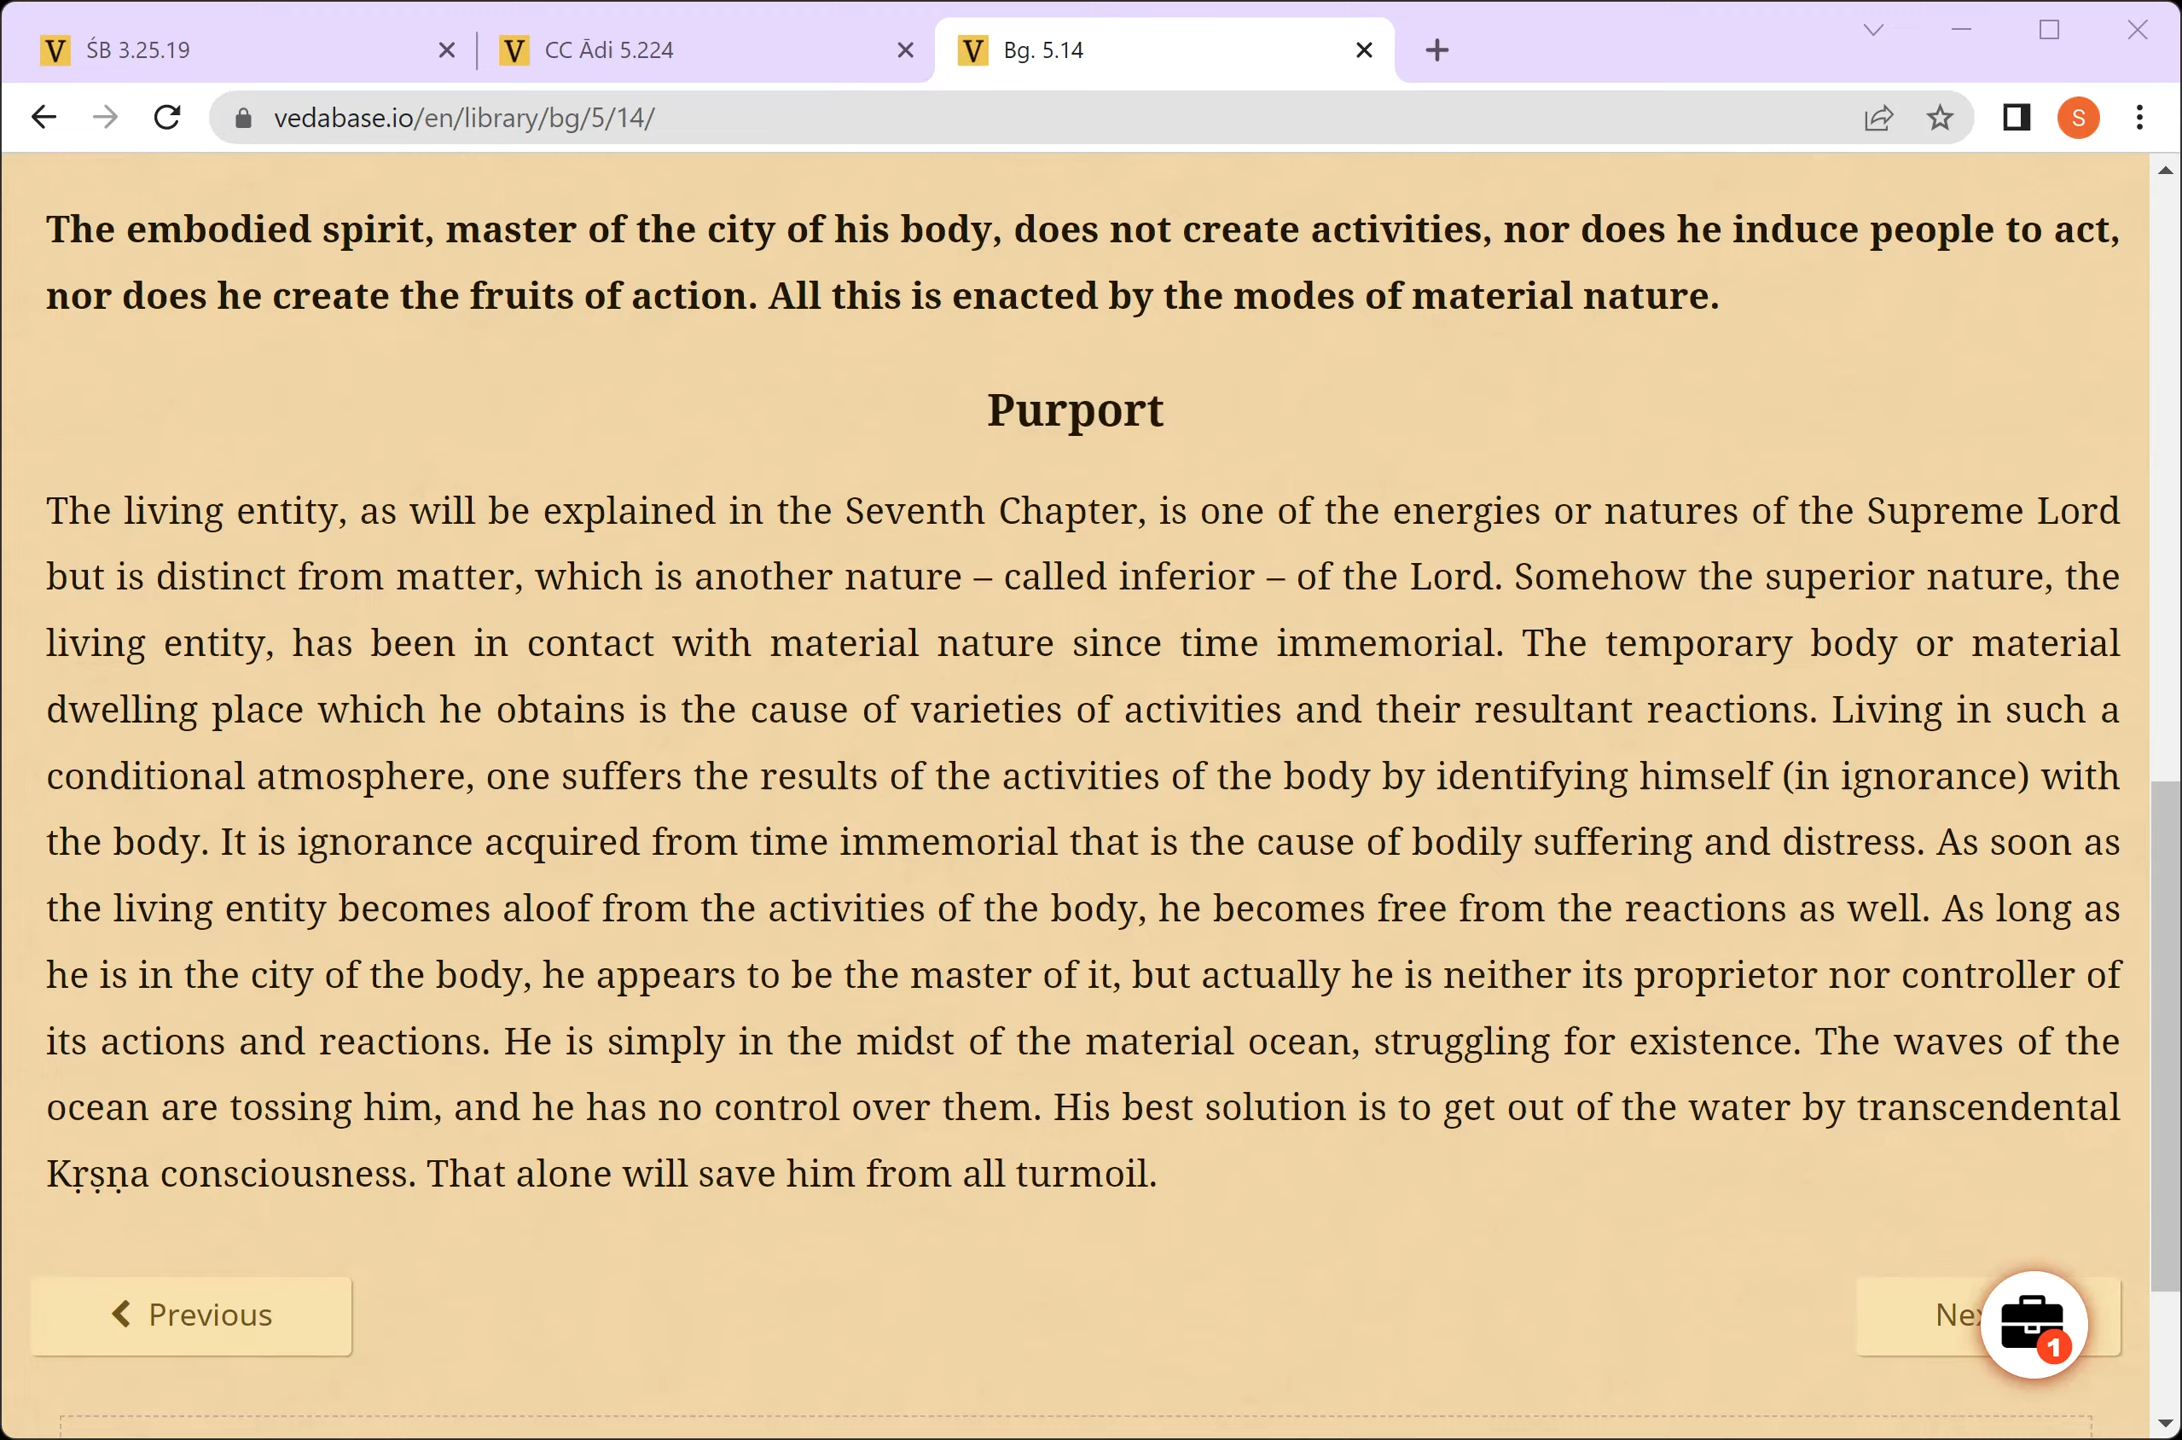 ŚB 3.25.19
CC Ādi 5.224
Bg. 5.14
vedabase.io/en/library/bg/5/14/
S
The embodied spirit, master of the city of his body, does not create activities, nor does he induce people to act,
nor does he create the fruits of action. All this is enacted by the modes of material nature.
Purport
The living entity, as will be explained in the Seventh Chapter, is one of the energies or natures of the Supreme Lord
but is distinct from matter, which is another nature – called inferior – of the Lord. Somehow the superior nature, the
living entity, has been in contact with material nature since time immemorial. The temporary body or material
dwelling place which he obtains is the cause of varieties of activities and their resultant reactions. Living in such a
conditional atmosphere, one suffers the results of the activities of the body by identifying himself (in ignorance) with
the body. It is ignorance acquired from time immemorial that is the cause of bodily suffering and distress. As soon as
the living entity becomes aloof from the activities of the body, he becomes free from the reactions as well. As long as
he is in the city of the body, he appears to be the master of it, but actually he is neither its proprietor nor controller of
its actions and reactions. He is simply in the midst of the material ocean, struggling for existence. The waves of the
ocean are tossing him, and he has no control over them. His best solution is to get out of the water by transcendental
Kṛṣṇa consciousness. That alone will save him from all turmoil.
Previous
1